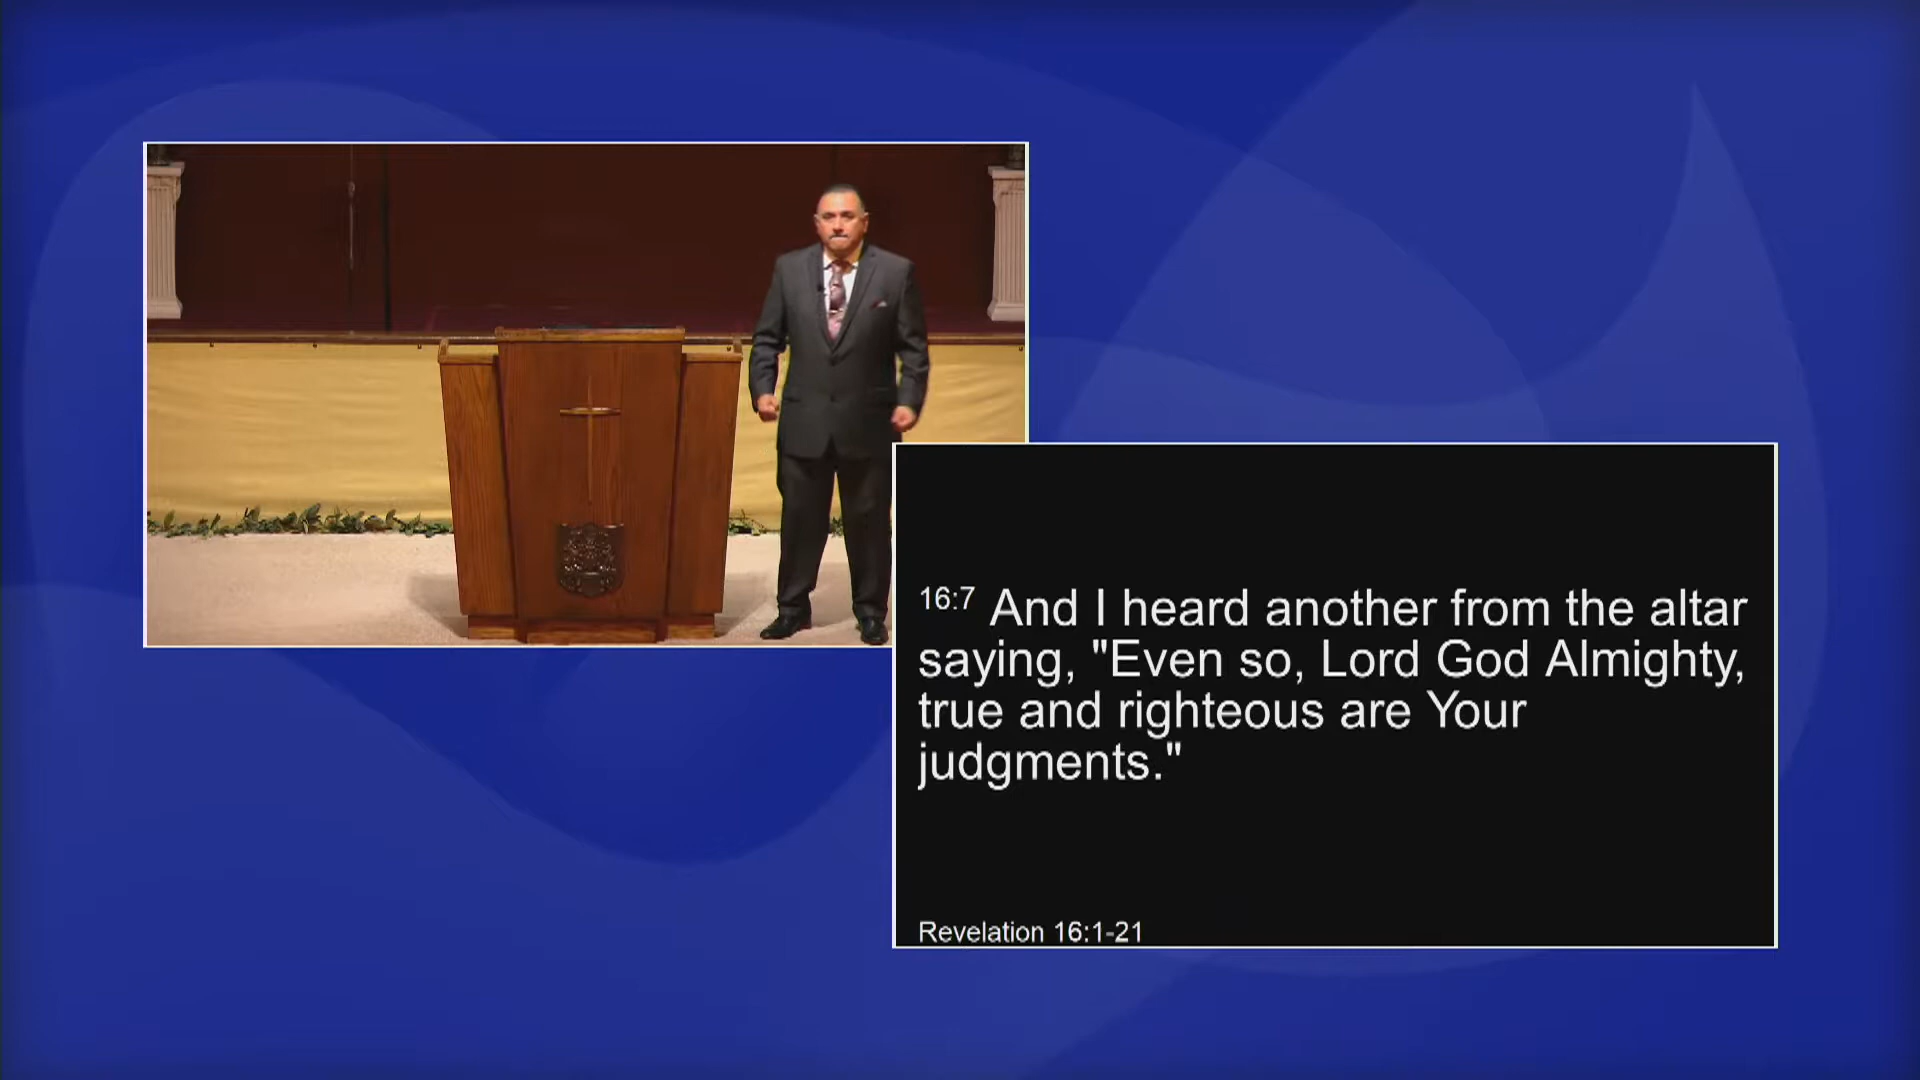 16:7 And I heard another from the altar
saying, "Even so, Lord God Almighty,
true and righteous are Your
judgments."
Revelation 16:1-21